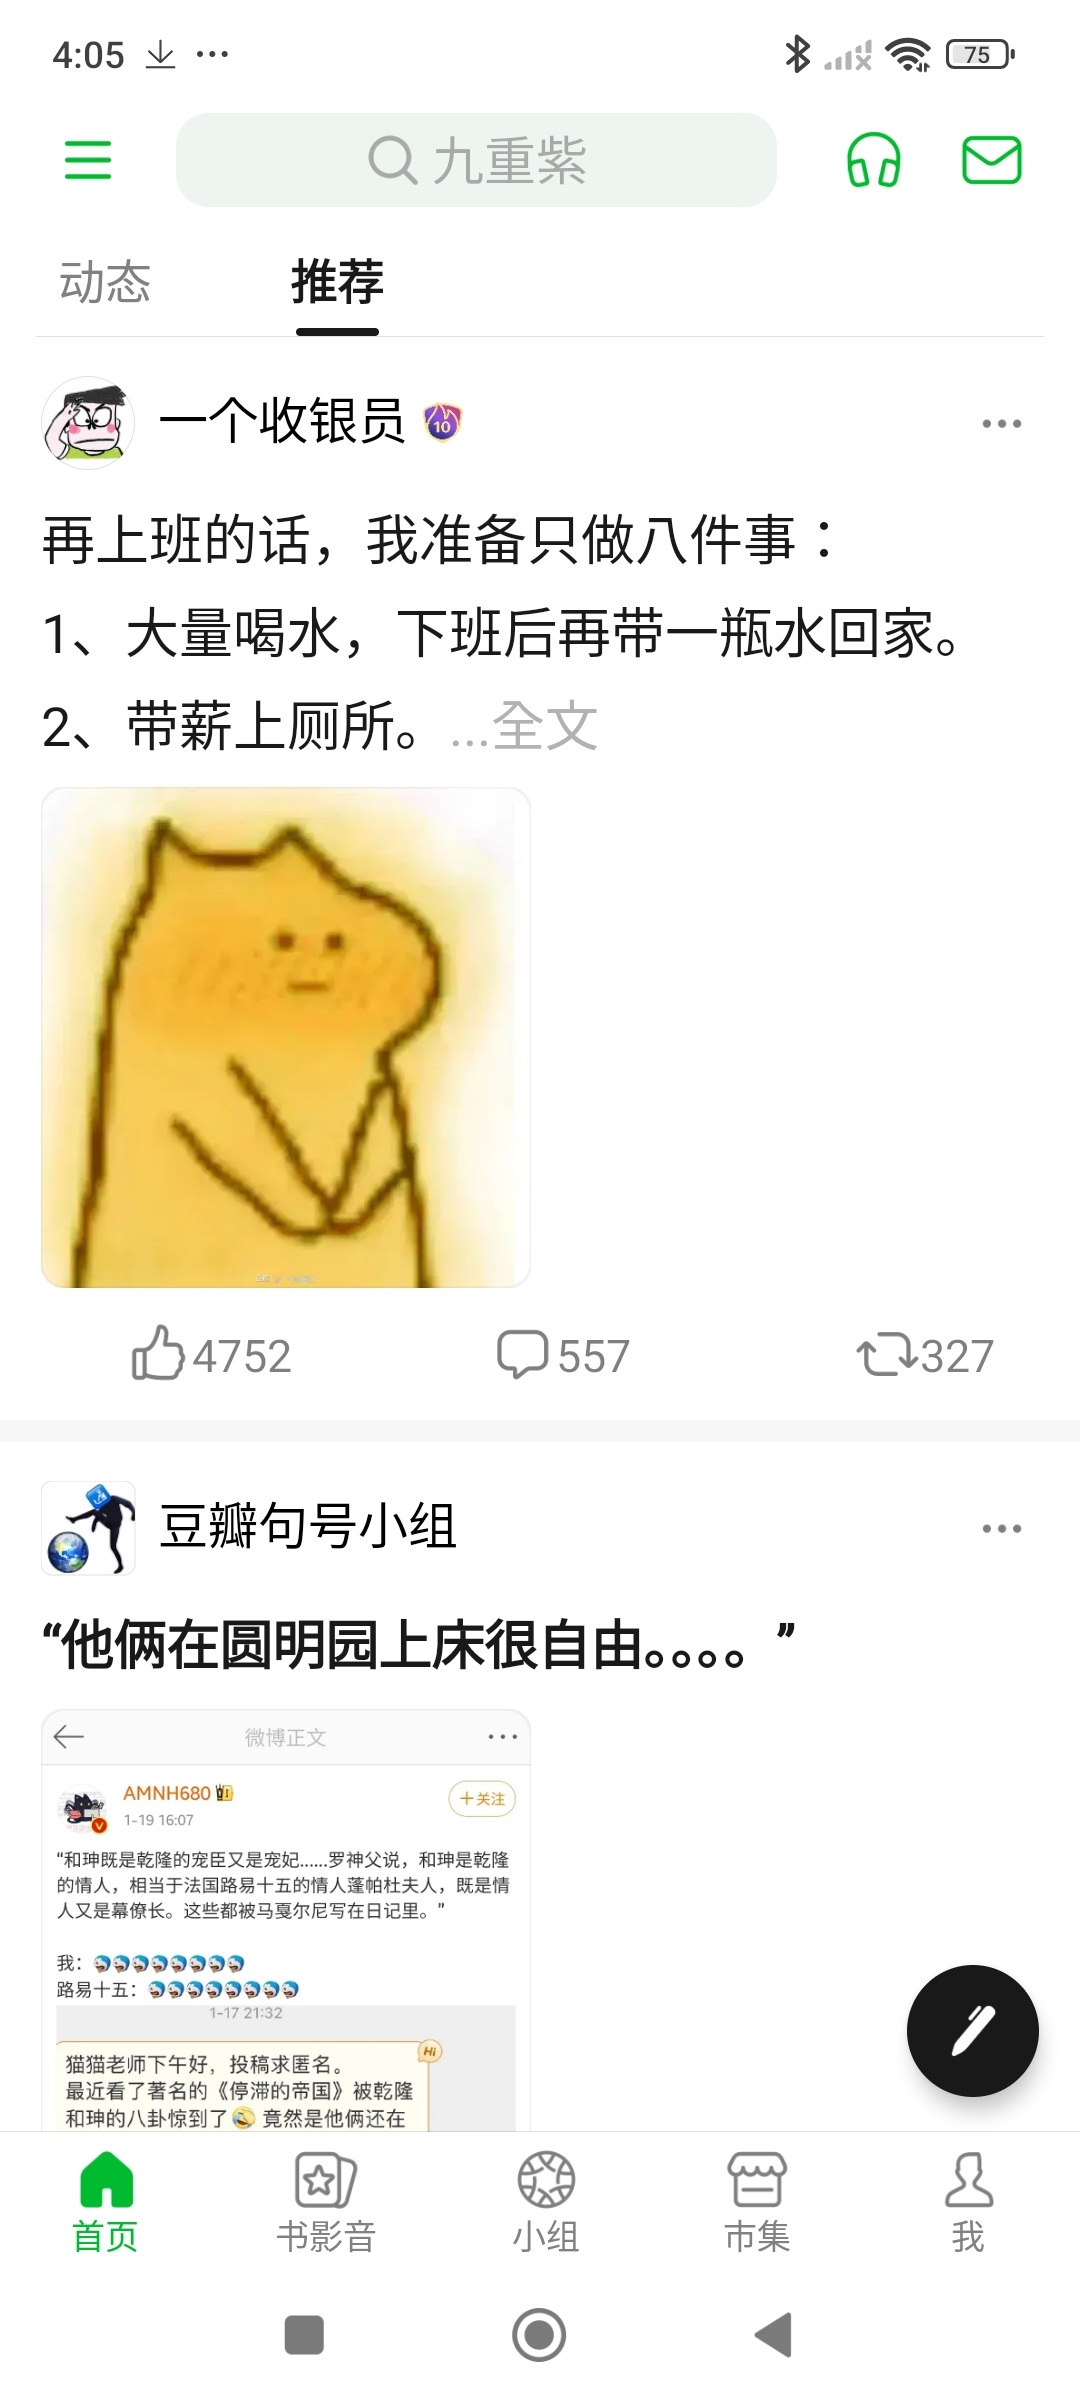 4:05
75
九重紫
动态
推荐
一个收银员
10
再上班的话，我准备只做八件事：
1、大量喝水，下班后再带一瓶水回家。
2、带薪上厕所。...全文
4752
557
327
豆瓣句号小组
“他俩在圆明园上床很自由。。。。”
微博正文
AMNH680
+关注
1-19 16:07
“和珅既是乾隆的宠臣又是宠妃......罗神父说，和珅是乾隆
的情人，相当于法国路易十五的情人蓬帕杜夫人，既是情
人又是幕僚长。这些都被马戛尔尼写在日记里。”
我：
路易十五：
1-17 21:32
Hi
猫猫老师下午好，投稿求匿名。
最近看了著名的《停滞的帝国》被乾隆
和珅的八卦惊到了 竟然是他俩还在
首页
书影音
小组
市集
我